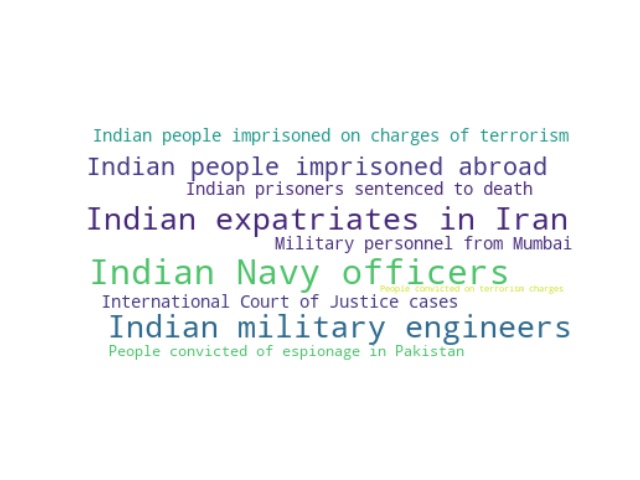 Indian people imprisoned on charges of terrorism
Indian people imprisoned abroad
Indian prisoners sentenced to death
Indian expatriates in Iran
Military personnel from Mumbai
Indian Navy officers
People convicted on terrorism charges
International Court of Justice cases
Indian military engineers
People convicted of espionage in Pakistan